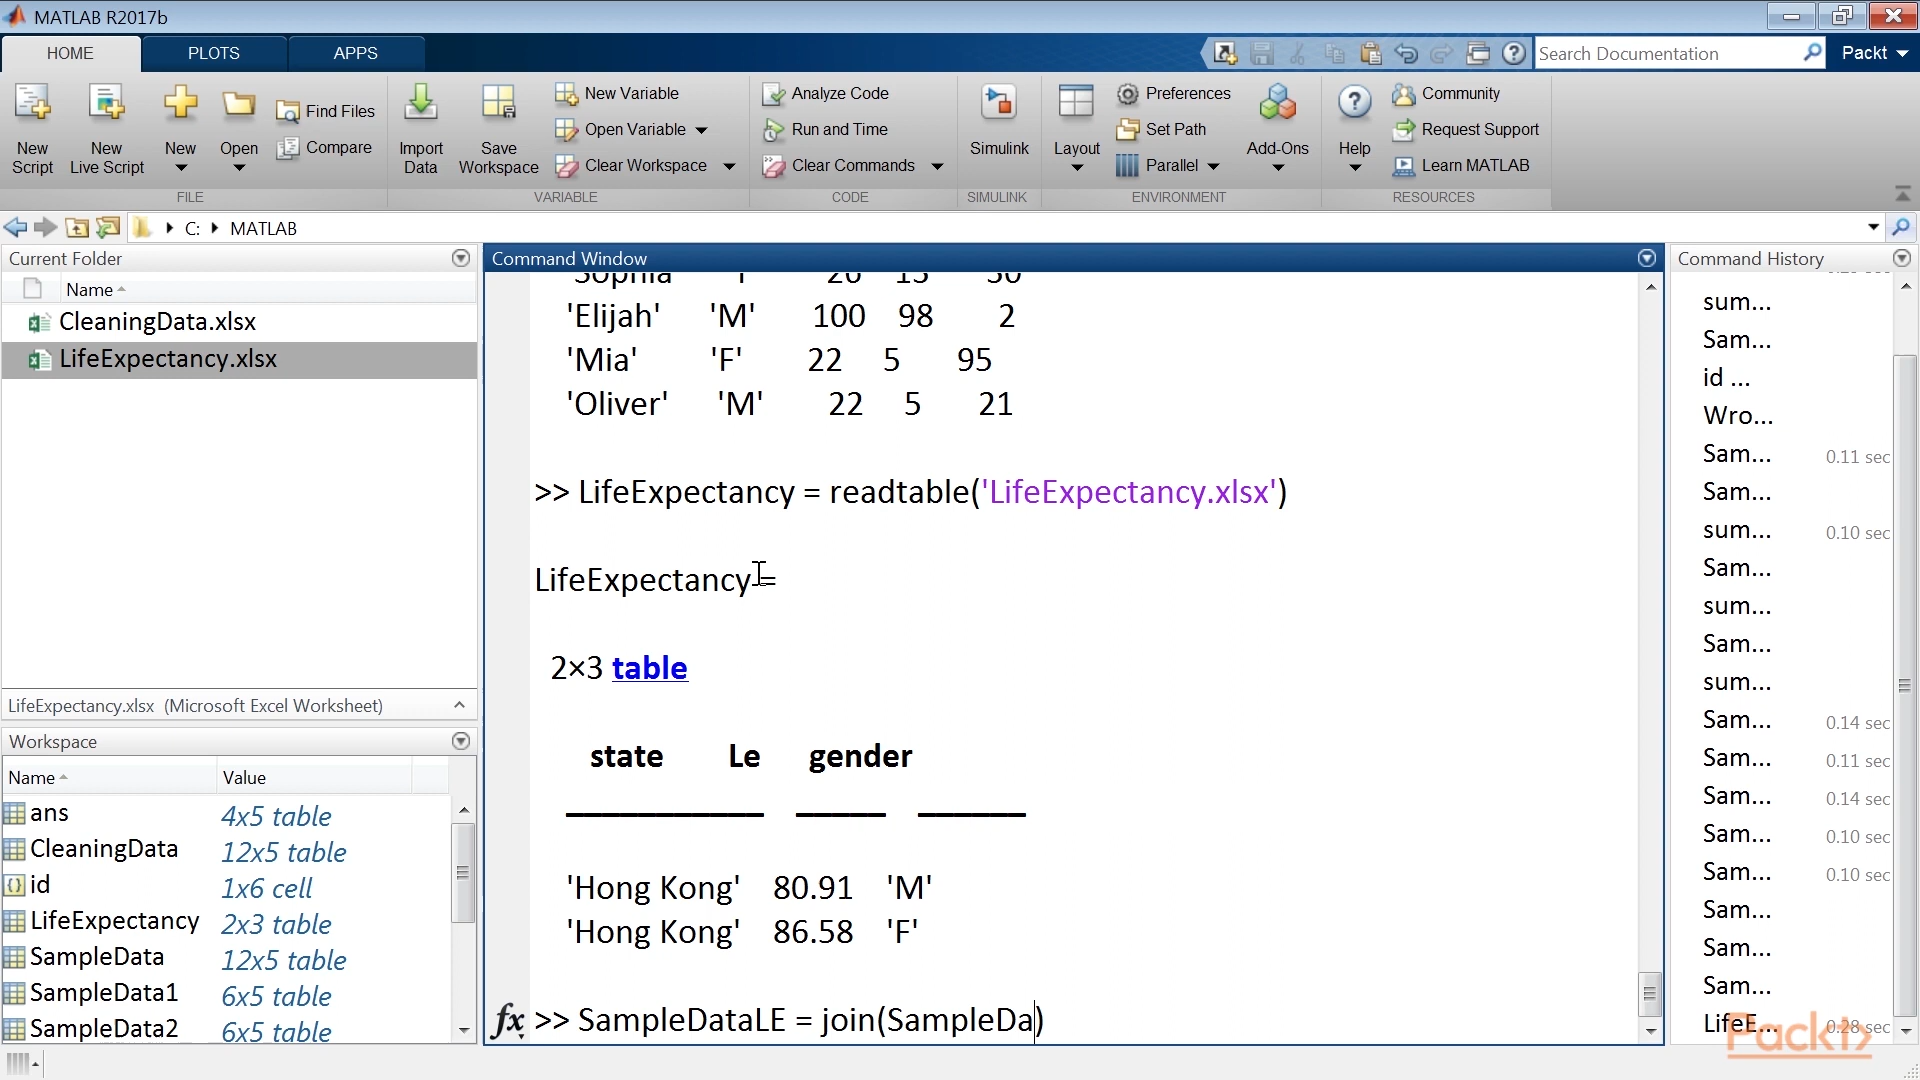 MATLAB R2017b
HOME PLOTS APPS
Search Documentation
Packt
New Script
New Live Script
New
Open
Find Files
Compare
FILE
Import Data
Save Workspace
New Variable
Open Variable
Clear Workspace
VARIABLE
Analyze Code
Run and Time
Clear Commands
CODE
Simulink
SIMULINK
Layout
Preferences
Set Path
Parallel
Add-Ons
ENVIRONMENT
Help
Community
Request Support
Learn MATLAB
RESOURCES
C: MATLAB
Current Folder
Name
CleaningData.xlsx
LifeExpectancy.xlsx
LifeExpectancy.xlsx (Microsoft Excel Worksheet)
Workspace
Name Value
ans 4x5 table
CleaningData 12x5 table
id 1x6 cell
LifeExpectancy 2x3 table
SampleData 12x5 table
SampleData1 6x5 table
SampleData2 6x5 table
Command Window
'Elijah' 'M' 100 98 2
'Mia' 'F' 22 5 95
'Oliver' 'M' 22 5 21
>> LifeExpectancy = readtable('LifeExpectancy.xlsx')
LifeExpectancy =
2×3 table
state Le gender
'Hong Kong' 80.91 'M'
'Hong Kong' 86.58 'F'
fx >> SampleDataLE = join(SampleDa)
Command History
sum...
Sam...
id ...
Wro...
Sam... 0.11 sec
Sam...
sum... 0.10 sec
Sam...
sum...
Sam...
sum...
Sam... 0.14 sec
Sam... 0.11 sec
Sam... 0.14 sec
Sam... 0.10 sec
Sam... 0.10 sec
Sam...
Sam...
Sam...
LifeE... 0.28 sec
Packt